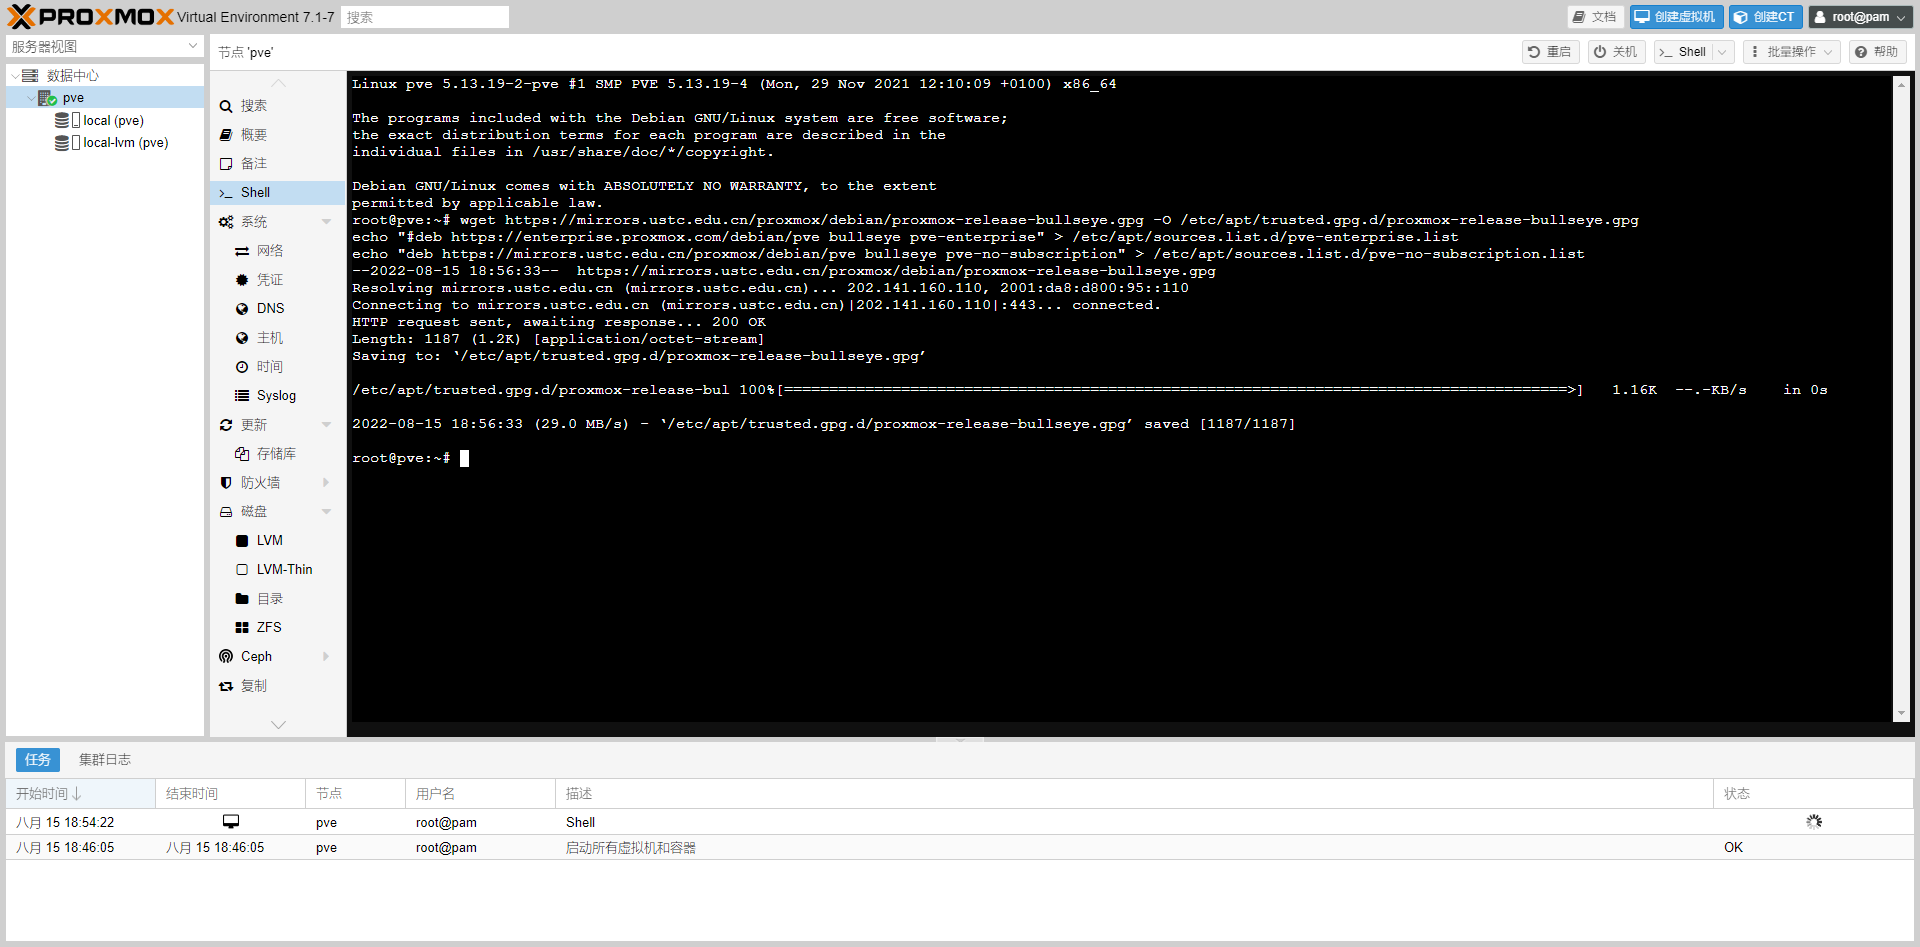 PROXMOX Virtual Environment 7.1-7 搜索
文档 创建虚拟机 创建CT root@pam
服务器视图
数据中心
pve
local (pve)
local-lvm (pve)
节点 'pve'
重启 关机 >_ Shell 批量操作 帮助
搜索
概要
备注
>_ Shell
系统
网络
凭证
DNS
主机
时间
Syslog
更新
存储库
防火墙
磁盘
LVM
LVM-Thin
目录
ZFS
Ceph
复制
Linux pve 5.13.19-2-pve #1 SMP PVE 5.13.19-4 (Mon, 29 Nov 2021 12:10:09 +0100) x86_64
The programs included with the Debian GNU/Linux system are free software;
the exact distribution terms for each program are described in the
individual files in /usr/share/doc/*/copyright.
Debian GNU/Linux comes with ABSOLUTELY NO WARRANTY, to the extent
permitted by applicable law.
root@pve:~# wget https://mirrors.ustc.edu.cn/proxmox/debian/proxmox-release-bullseye.gpg -O /etc/apt/trusted.gpg.d/proxmox-release-bullseye.gpg
echo "#deb https://enterprise.proxmox.com/debian/pve bullseye pve-enterprise" > /etc/apt/sources.list.d/pve-enterprise.list
echo "deb https://mirrors.ustc.edu.cn/proxmox/debian/pve bullseye pve-no-subscription" > /etc/apt/sources.list.d/pve-no-subscription.list
--2022-08-15 18:56:33--  https://mirrors.ustc.edu.cn/proxmox/debian/proxmox-release-bullseye.gpg
Resolving mirrors.ustc.edu.cn (mirrors.ustc.edu.cn)... 202.141.160.110, 2001:da8:d800:95::110
Connecting to mirrors.ustc.edu.cn (mirrors.ustc.edu.cn)|202.141.160.110|:443... connected.
HTTP request sent, awaiting response... 200 OK
Length: 1187 (1.2K) [application/octet-stream]
Saving to: ‘/etc/apt/trusted.gpg.d/proxmox-release-bullseye.gpg’
/etc/apt/trusted.gpg.d/proxmox-release-bul 100%[=======================================================================================>]   1.16K  --.-KB/s    in 0s
2022-08-15 18:56:33 (29.0 MB/s) - ‘/etc/apt/trusted.gpg.d/proxmox-release-bullseye.gpg’ saved [1187/1187]
root@pve:~#
任务 集群日志
开始时间↓ 结束时间 节点 用户名 描述 状态
八月 15 18:54:22 pve root@pam Shell
八月 15 18:46:05 八月 15 18:46:05 pve root@pam 启动所有虚拟机和容器 OK